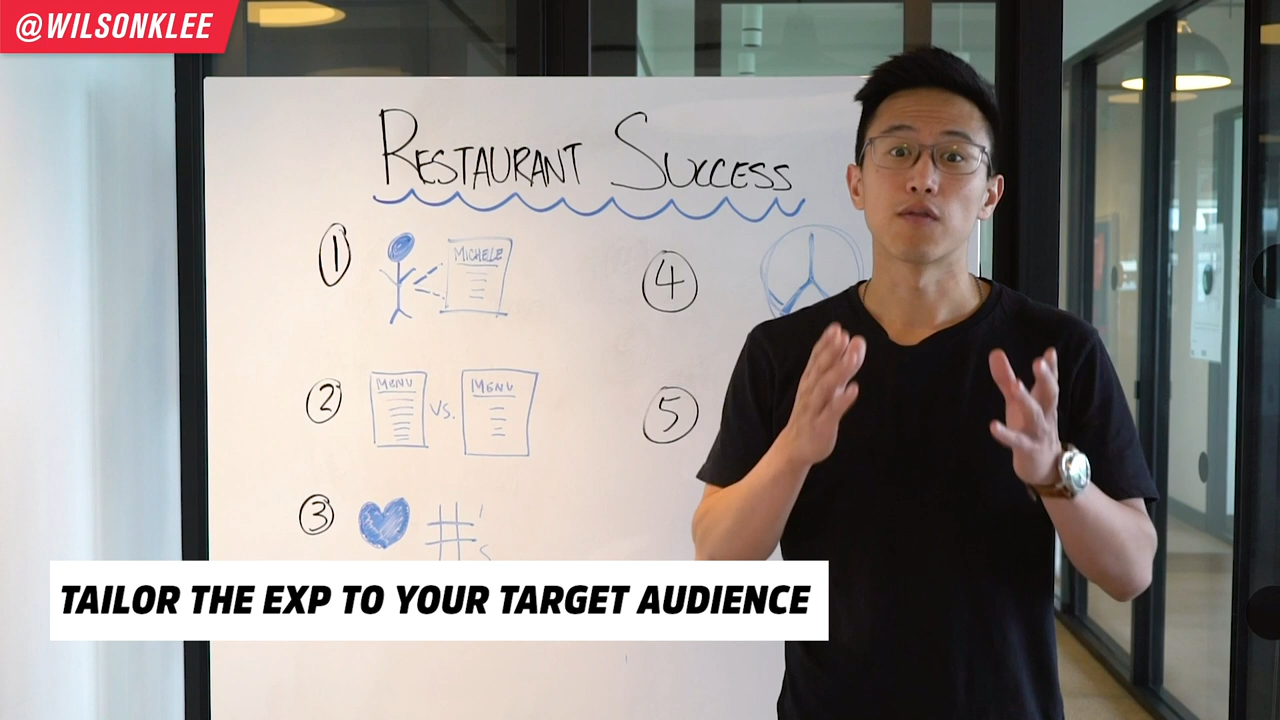 @WILSONKLEE
RESTAURANT SUCCESS
1
MICHELE
4
2
MENU
VS.
MENU
5
3
#'s
TAILOR THE EXP TO YOUR TARGET AUDIENCE